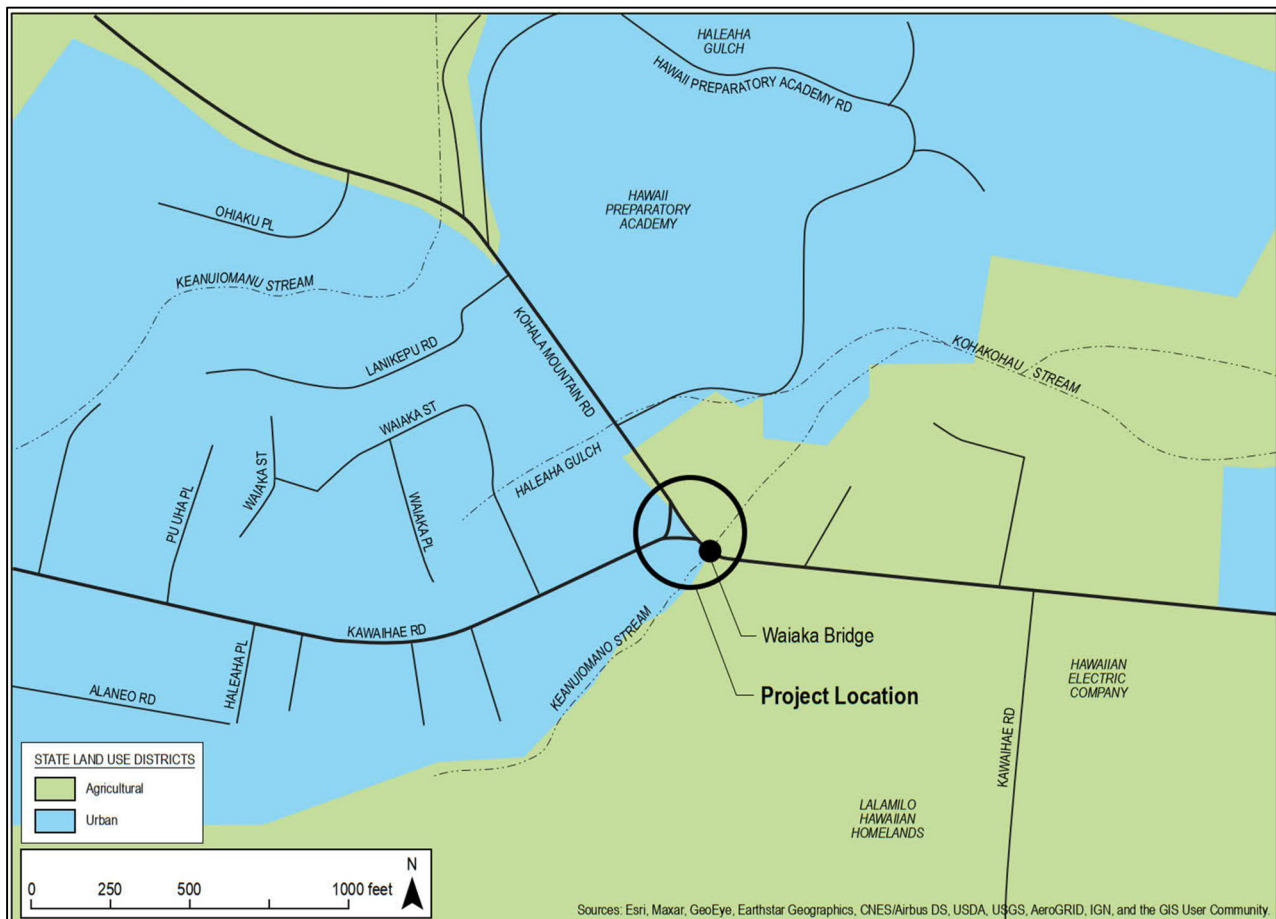 HALEAHA
GULCH
HAWAII PREPARATORY ACADEMY RD
HAWAII
PREPARATORY
ACADEMY
OHIAKU PL
KEANUIOMANU STREAM
KOHALA MOUNTAIN RD
LANIKEPU RD
KOHAKOHAU STREAM
WAIAKA ST
WAIAKA ST
HALEAHA GULCH
PU UHA PL
WAIAKA PL
KAWAIHAE RD
KEANUIOMANO STREAM
Waiaka Bridge
Project Location
HAWAIIAN
ELECTRIC
COMPANY
ALANEO RD
HALEAHA PL
KAWAIHAE RD
LALAMILO
HAWAIIAN
HOMELANDS
STATE LAND USE DISTRICTS
Agricultural
Urban
N
0 250 500 1000 feet
Sources: Esri, Maxar, GeoEye, Earthstar Geographics, CNES/Airbus DS, USDA, USGS, AeroGRID, IGN, and the GIS User Community